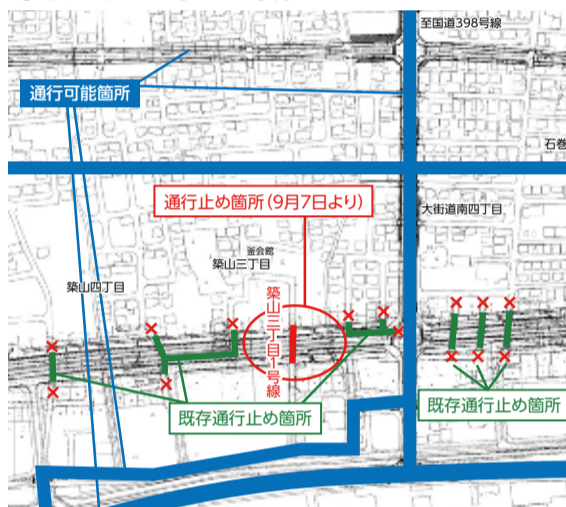 至国道398号線
通行可能箇所
石巻
通行止め箇所(9月7日より)
大街道南四丁目
釜会館
築山三丁目
築山四丁目
築山三丁目1号線
既存通行止め箇所
既存通行止め箇所